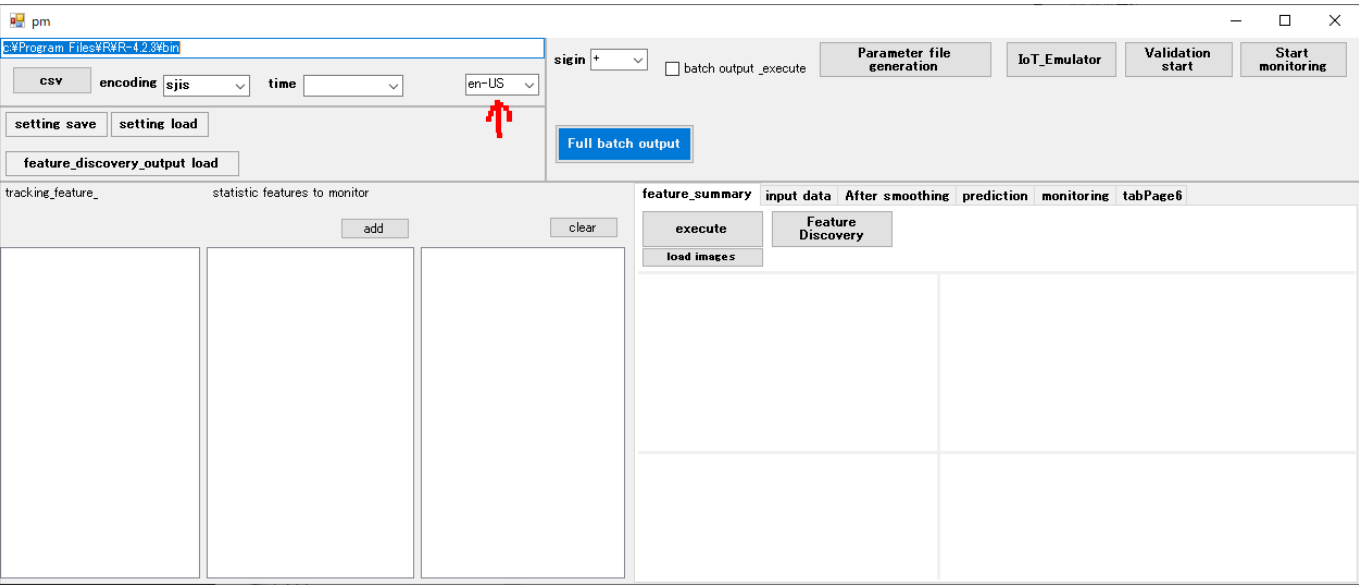 pm
c:¥Program Files¥R¥R-4.2.3¥bin
csv
encoding
sjis
time
en-US
setting save
setting load
feature_discovery_output load
sigin
+
batch output _execute
Parameter file
generation
IoT_Emulator
Validation
start
Start
monitoring
Full batch output
tracking_feature_
statistic features to monitor
add
clear
feature_summary
input data
After smoothing
prediction
monitoring
tabPage6
execute
Feature
Discovery
load images